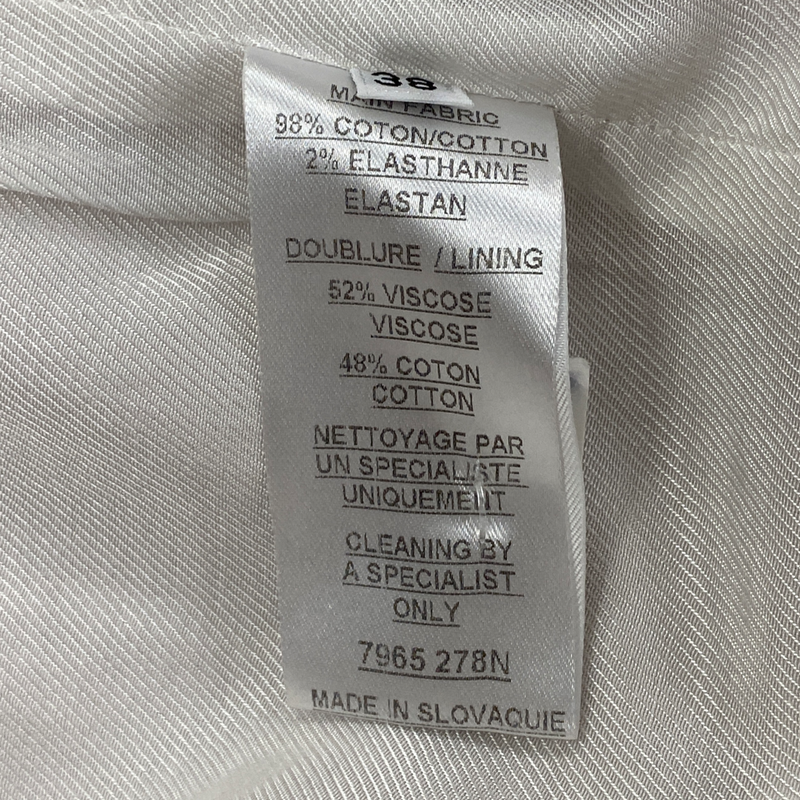 38
MAIN FABRIC
98% COTON/COTTON
2% ELASTHANNE
ELASTAN
DOUBLURE / LINING
52% VISCOSE
VISCOSE
48% COTON
COTTON
NETTOYAGE PAR
UN SPECIALISTE
UNIQUEMENT
CLEANING BY
A SPECIALIST
ONLY
7965 278N
MADE IN SLOVAQUIE